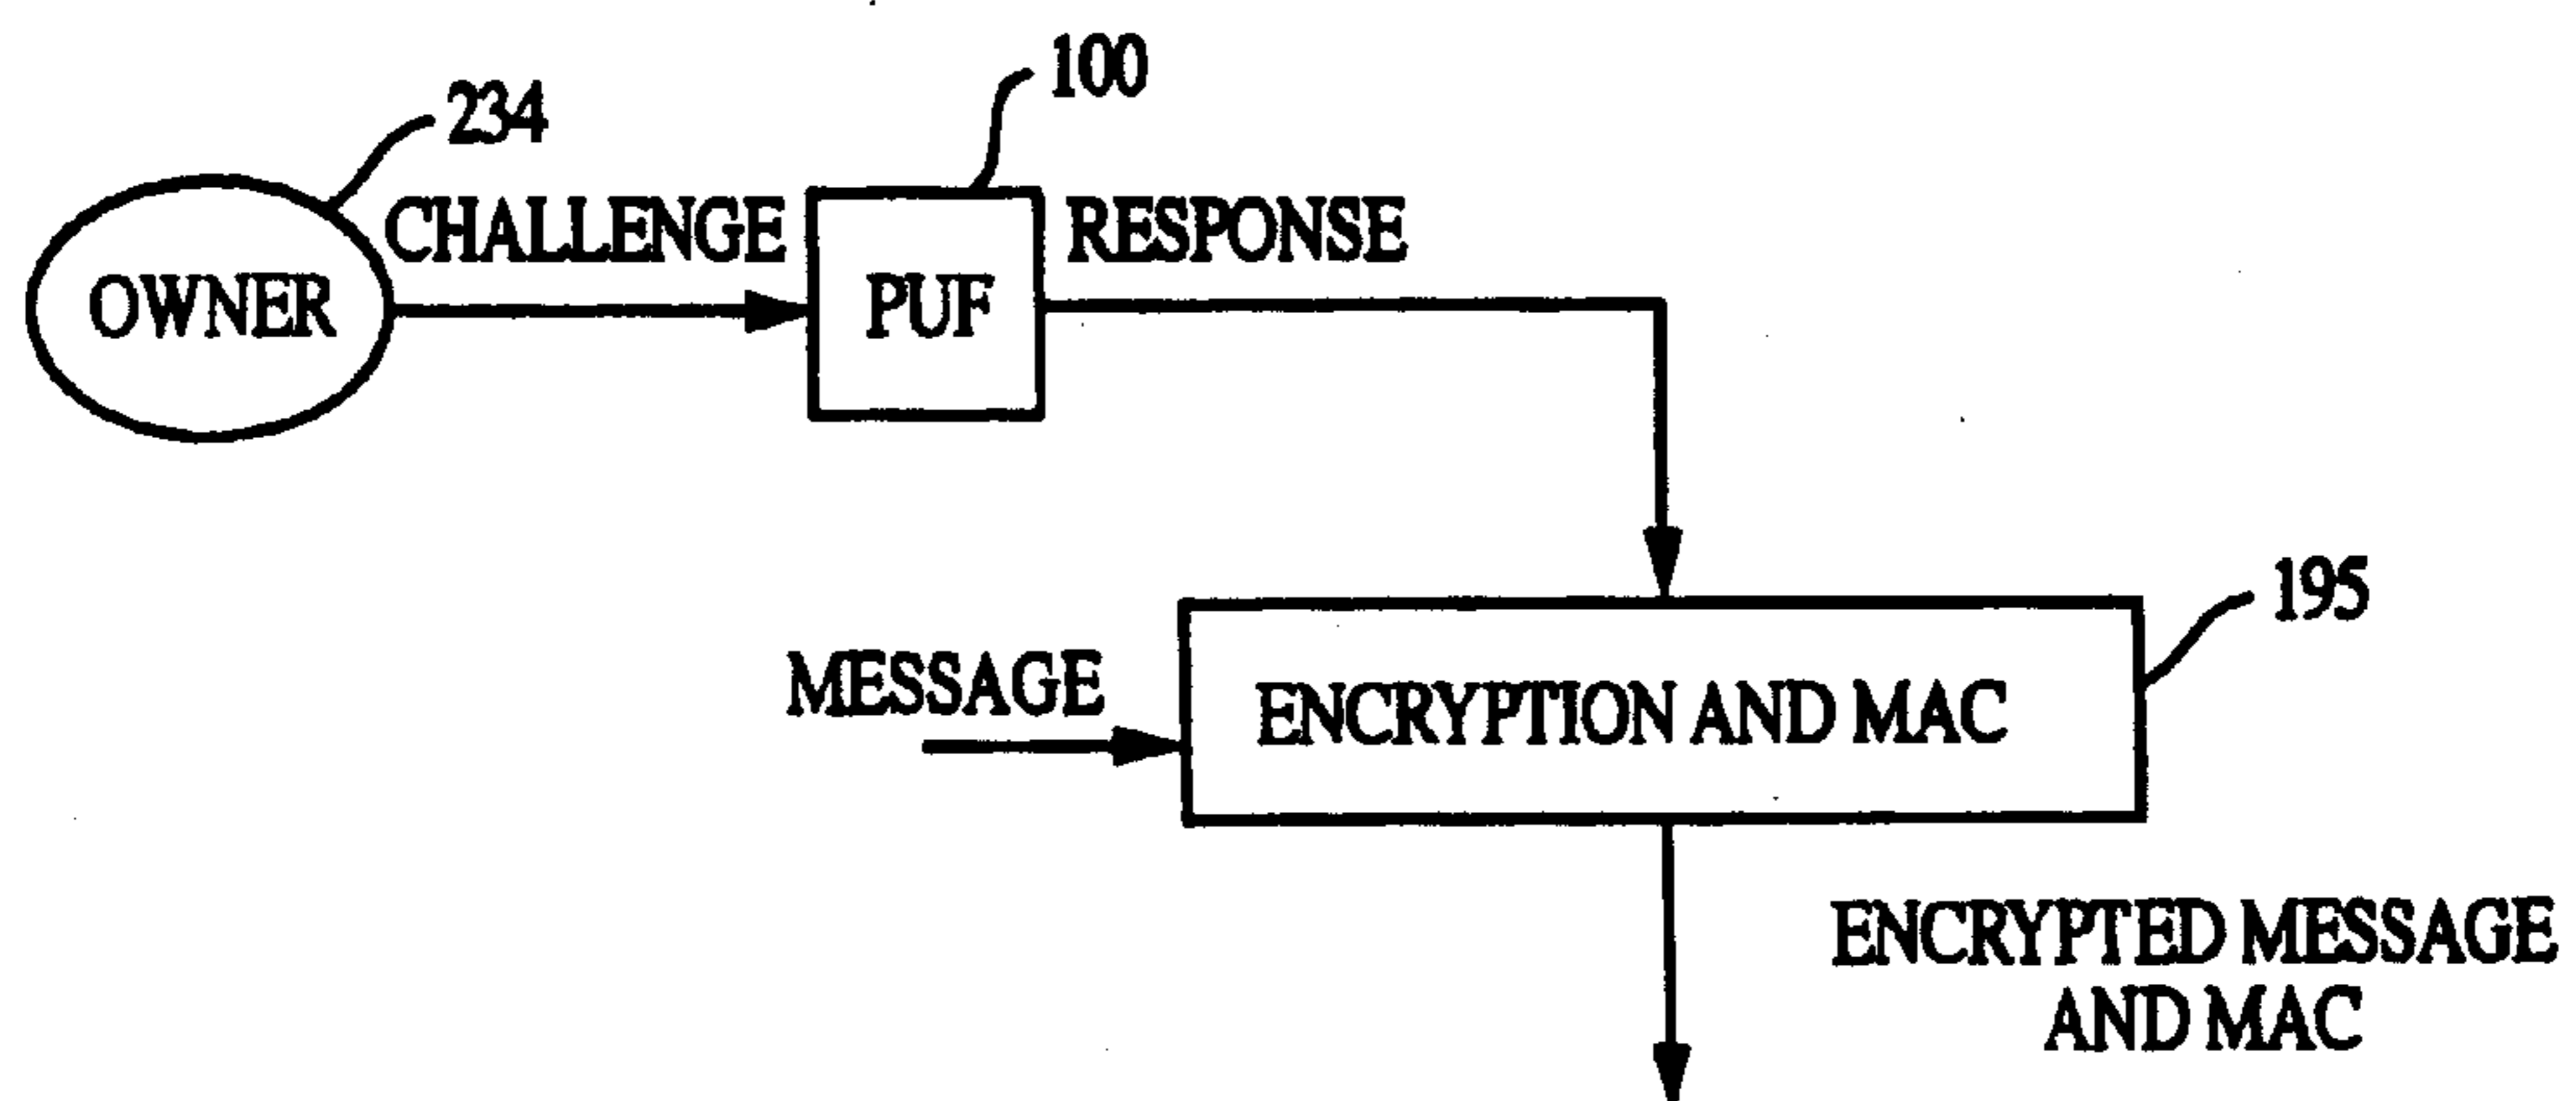 234
100
CHALLENGE
RESPONSE
OWNER
PUF
195
MESSAGE
ENCRYPTION AND MAC
ENCRYPTED MESSAGE
AND MAC